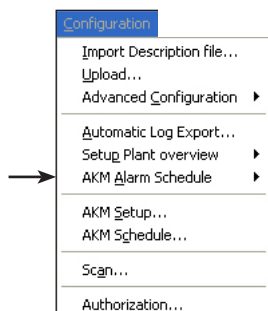 Configuration
Import Description file...
Upload...
Advanced Configuration
Automatic Log Export...
Setup Plant overview
AKM Alarm Schedule
AKM Setup...
AKM Schedule...
Scan...
Authorization...